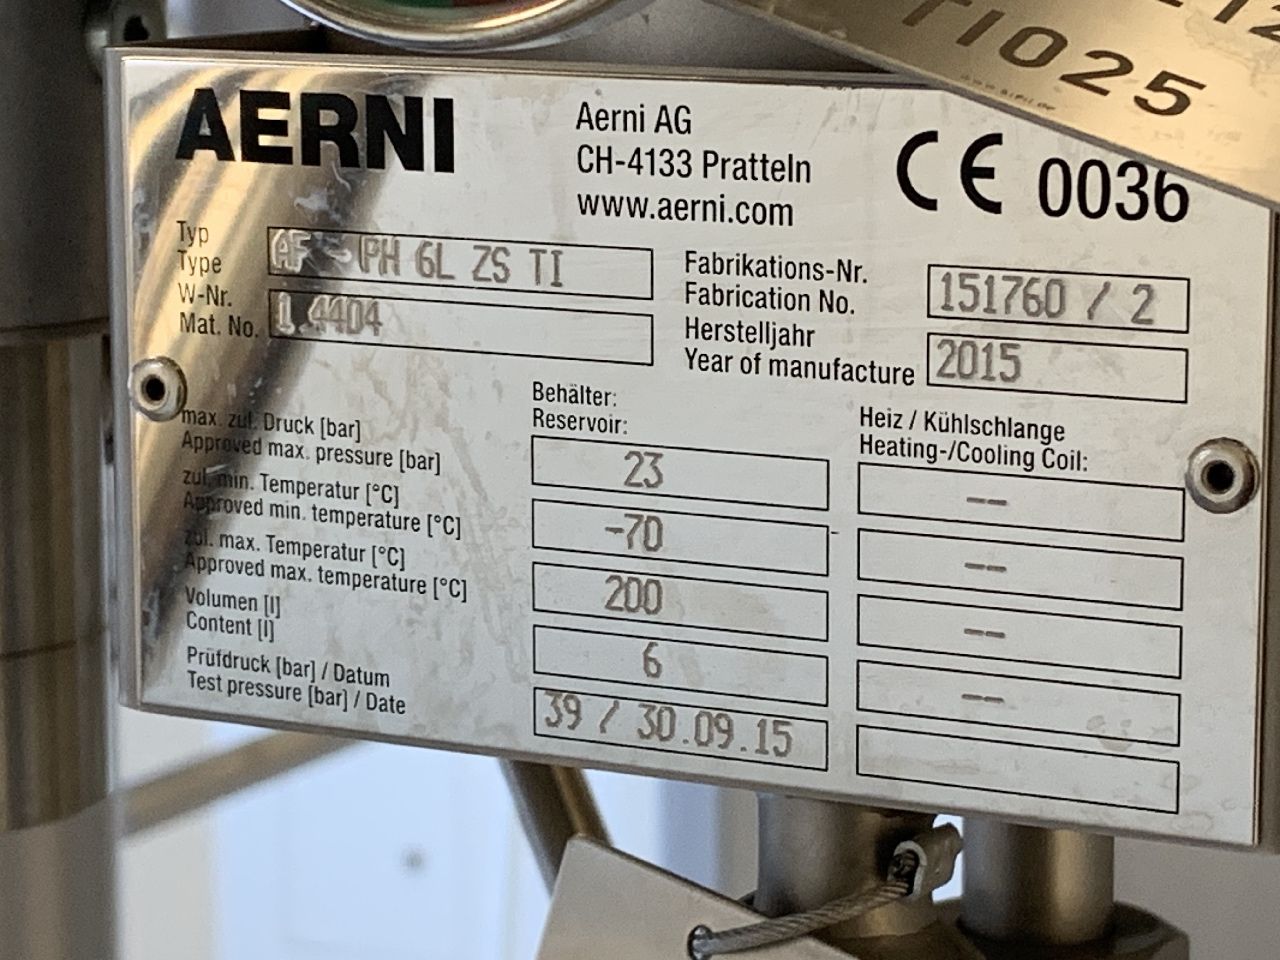 TI025
AERNI
Aerni AG
CH-4133 Pratteln
www.aerni.com
CE 0036
Typ
Type
AF - PH 6L ZS TI
W-Nr.
Mat. No.
1.4404
Fabrikations-Nr.
Fabrication No.
151760 / 2
Herstelljahr
Year of manufacture
2015
Behälter:
Reservoir:
Heiz / Kühlschlange
Heating-/Cooling Coil:
max. zul. Druck [bar]
Approved max. pressure [bar]
23
--
zul. min. Temperatur [°C]
Approved min. temperature [°C]
-70
--
zul. max. Temperatur [°C]
Approved max. temperature [°C]
200
--
Volumen [l]
Content [l]
6
--
Prüfdruck [bar] / Datum
Test pressure [bar] / Date
39 / 30.09.15